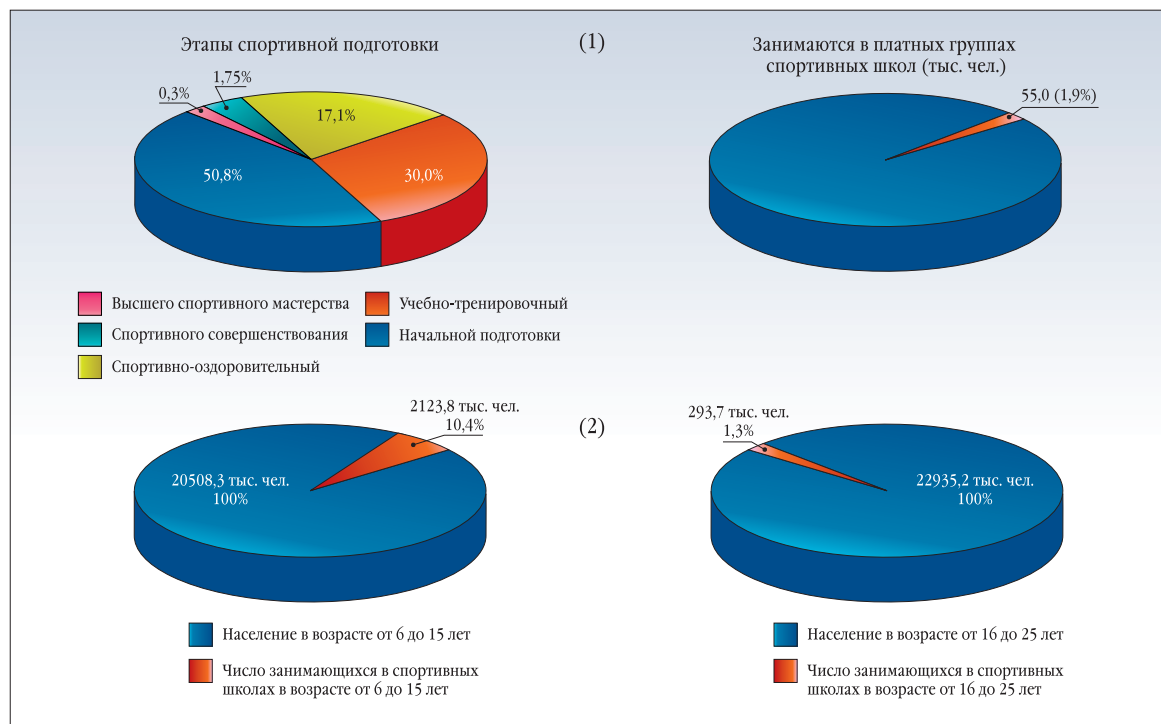 Этапы спортивной подготовки
1,75%
0,3%
17,1%
50,8%
30,0%
Высшего спортивного мастерства
Спортивного совершенствования
Спортивно-оздоровительный
Учебно-тренировочный
Начальной подготовки
(1)
Занимаются в платных группах
спортивных школ (тыс. чел.)
55,0 (1,9%)
2123,8 тыс. чел.
10,4%
20508,3 тыс. чел.
100%
Население в возрасте от 6 до 15 лет
Число занимающихся в спортивных
школах в возрасте от 6 до 15 лет
(2)
293,7 тыс. чел.
1,3%
22935,2 тыс. чел.
100%
Население в возрасте от 16 до 25 лет
Число занимающихся в спортивных
школах в возрасте от 16 до 25 лет